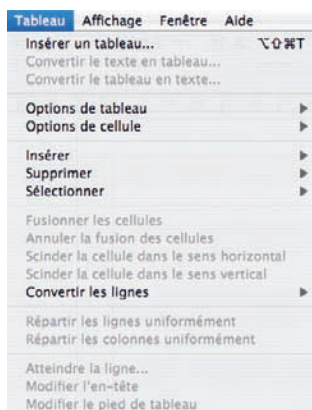 Tableau Affichage Fenêtre Aide
Insérer un tableau... ⌥⇧⌘T
Convertir le texte en tableau...
Convertir le tableau en texte...
Options de tableau
Options de cellule
Insérer
Supprimer
Sélectionner
Fusionner les cellules
Annuler la fusion des cellules
Scinder la cellule dans le sens horizontal
Scinder la cellule dans le sens vertical
Convertir les lignes
Répartir les lignes uniformément
Répartir les colonnes uniformément
Atteindre la ligne...
Modifier l'en-tête
Modifier le pied de tableau